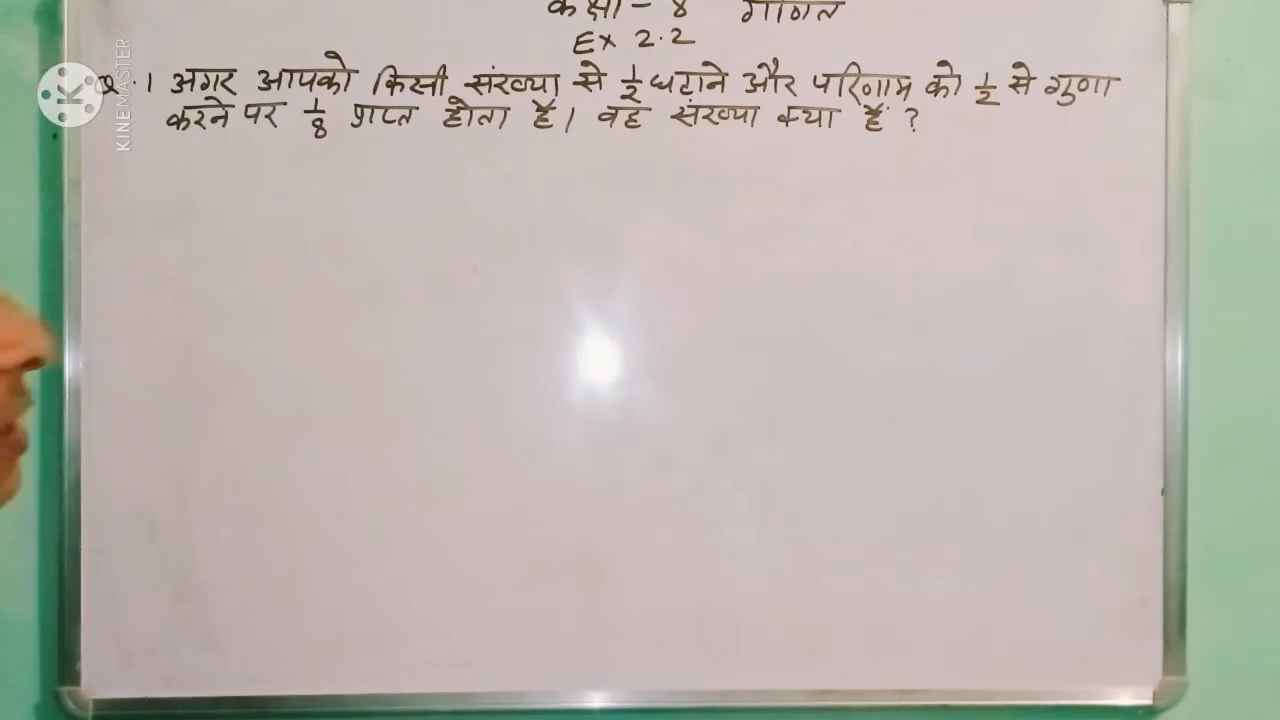 कक्षा - 8 गणित
Ex 2.2
Q.1 अगर आपको किसी संख्या से 1/2 घटाने और परिणाम को 1/2 से गुणा
करने पर 1/8 प्राप्त होता है। वह संख्या क्या है ?
KINEMASTER